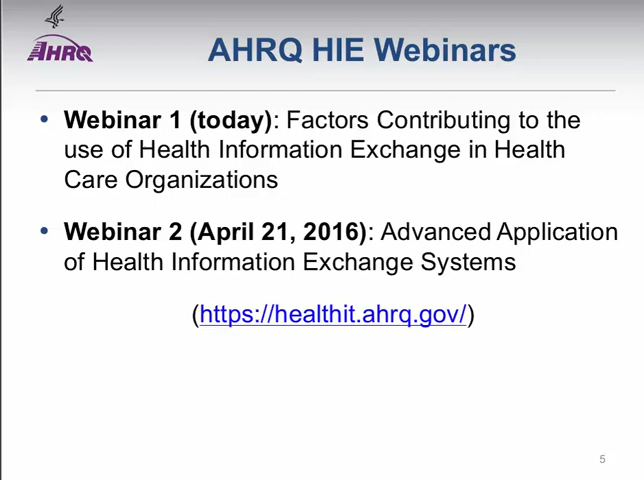 AHRQ
AHRQ HIE Webinars
• Webinar 1 (today): Factors Contributing to the
use of Health Information Exchange in Health
Care Organizations
• Webinar 2 (April 21, 2016): Advanced Application
of Health Information Exchange Systems
(https://healthit.ahrq.gov/)
5